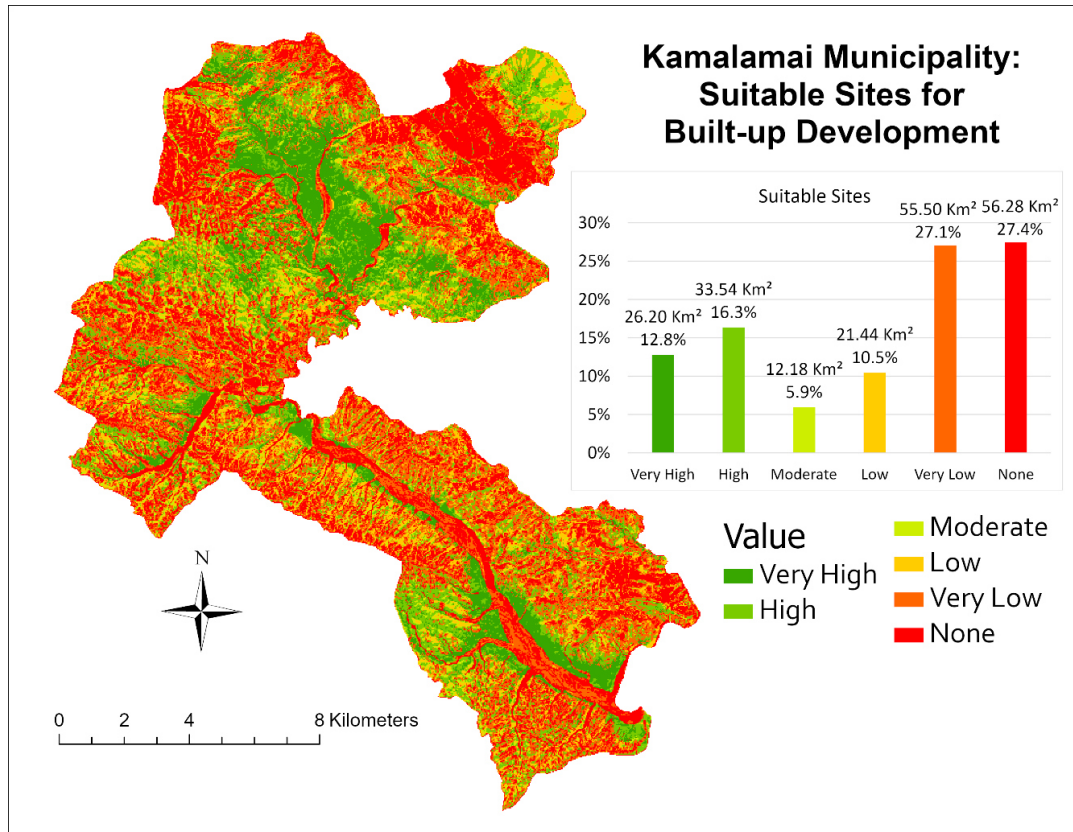 Kamalamai Municipality:
Suitable Sites for
Built-up Development
Suitable Sites
30%
25%
20%
15%
10%
5%
0%
26.20 Km²
12.8%
33.54 Km²
16.3%
12.18 Km²
5.9%
21.44 Km²
10.5%
55.50 Km²
27.1%
56.28 Km²
27.4%
Very High
High
Moderate
Low
Very Low
None
Value
Very High
High
Moderate
Low
Very Low
None
N
0 2 4 8 Kilometers